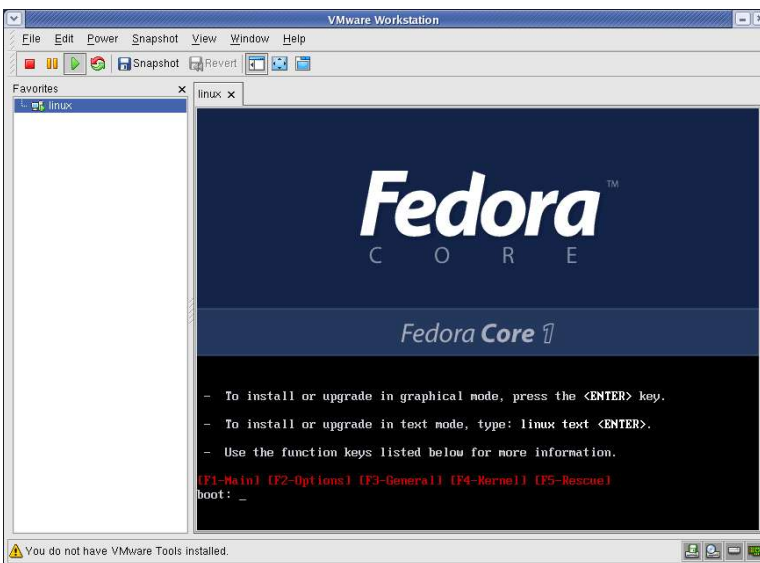 VMware Workstation
File Edit Power Snapshot View Window Help
Snapshot Revert
Favorites
linux
linux
Fedora™
CORE
Fedora Core 1
- To install or upgrade in graphical mode, press the <ENTER> key.
- To install or upgrade in text mode, type: linux text <ENTER>.
- Use the function keys listed below for more information.
[F1-Main] [F2-Options] [F3-General] [F4-Kernel] [F5-Rescue]
boot: _
You do not have VMware Tools installed.